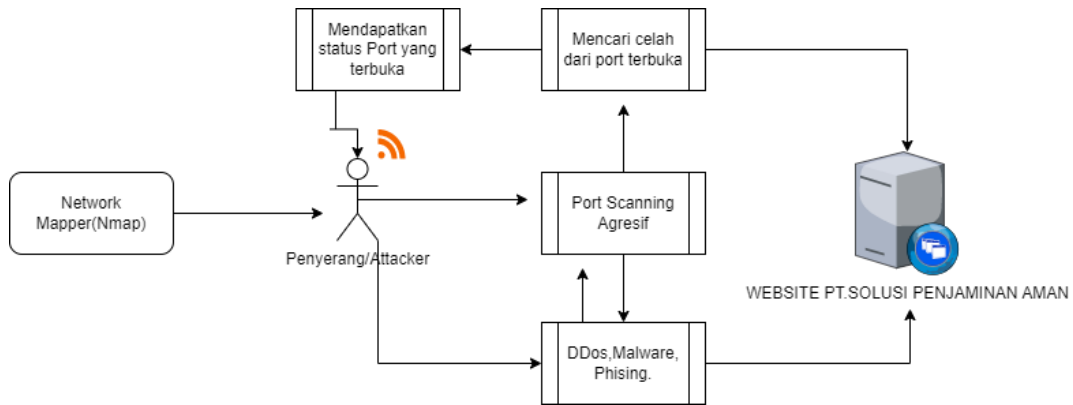 Mendapatkan
status Port yang
terbuka
Mencari celah
dari port terbuka
Network
Mapper(Nmap)
Penyerang/Attacker
Port Scanning
Agresif
WEBSITE PT.SOLUSI PENJAMINAN AMAN
DDos,Malware,
Phising.